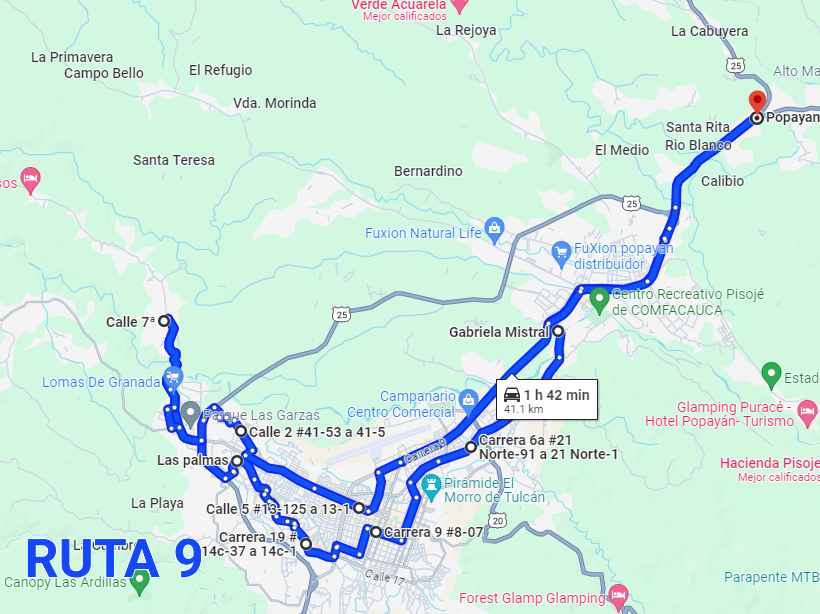 Verde Acuarela
Mejor calificados
La Rejoya
La Cabuyera
La Primavera
Campo Bello
El Refugio
25
Alto Ma
Vda. Morinda
Popayan
Santa Rita
Rio Blanco
El Medio
Santa Teresa
Bernardino
Calibio
sos
25
Fuxion Natural Life
FuXion popayán
distribuidor
Centro Recreativo Pisojé
de COMFACAUCA
25
Calle 7ª
Gabriela Mistral
Lomas De Granada
Estad
1 h 42 min
41.1 km
Campanario
Centro Comercial
Glamping Puracé -
Hotel Popayán- Turismo
Parque Las Garzas
Calle 2 #41-53 a 41-5
Carrera 9
Carrera 6a #21
Norte-91 a 21 Norte-1
Las palmas
Hacienda Pisoje
Mejor calificados
Pirámide El
Morro de Tulcán
La Playa
Calle 5 #13-125 a 13-1
20
Carrera 9 #8-07
Carrera 19 #
14c-37 a 14c-1
RUTA 9
Calle 17
Canopy Las Ardillas
Parapente MTB
Forest Glamp Glamping